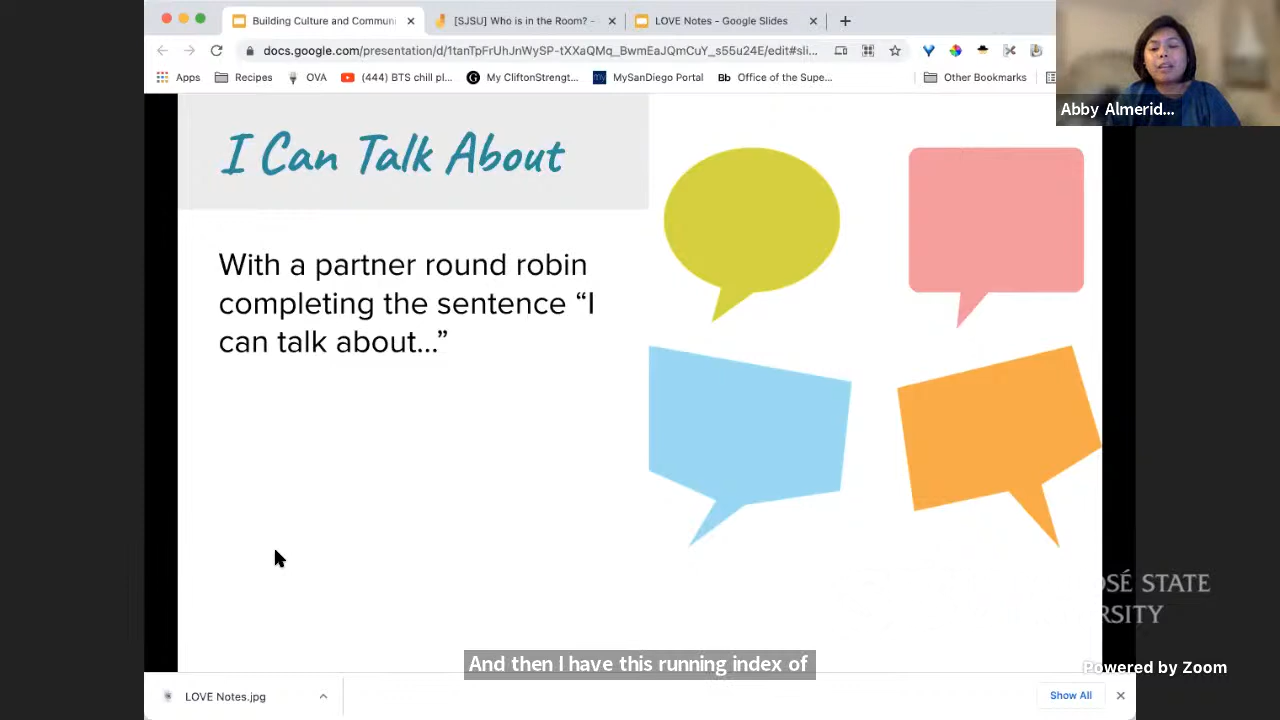 Building Culture and Commun
[SJSU] Who is in the Room? -
LOVE Notes - Google Slides
docs.google.com/presentation/d/1tanTpFrUhJnWySP-tXXaQMq_BwmEaJQmCuY_s55u24E/edit#sli...
Apps
Recipes
OVA
(444) BTS chill pl...
My CliftonStrengt...
MySanDiego Portal
Bb Office of the Supe...
Other Bookmarks
Abby Almerid...
I Can Talk About
With a partner round robin
completing the sentence “I
can talk about...”
OSÉ STATE
RSITY
And then I have this running index of
Powered by Zoom
LOVE Notes.jpg
Show All